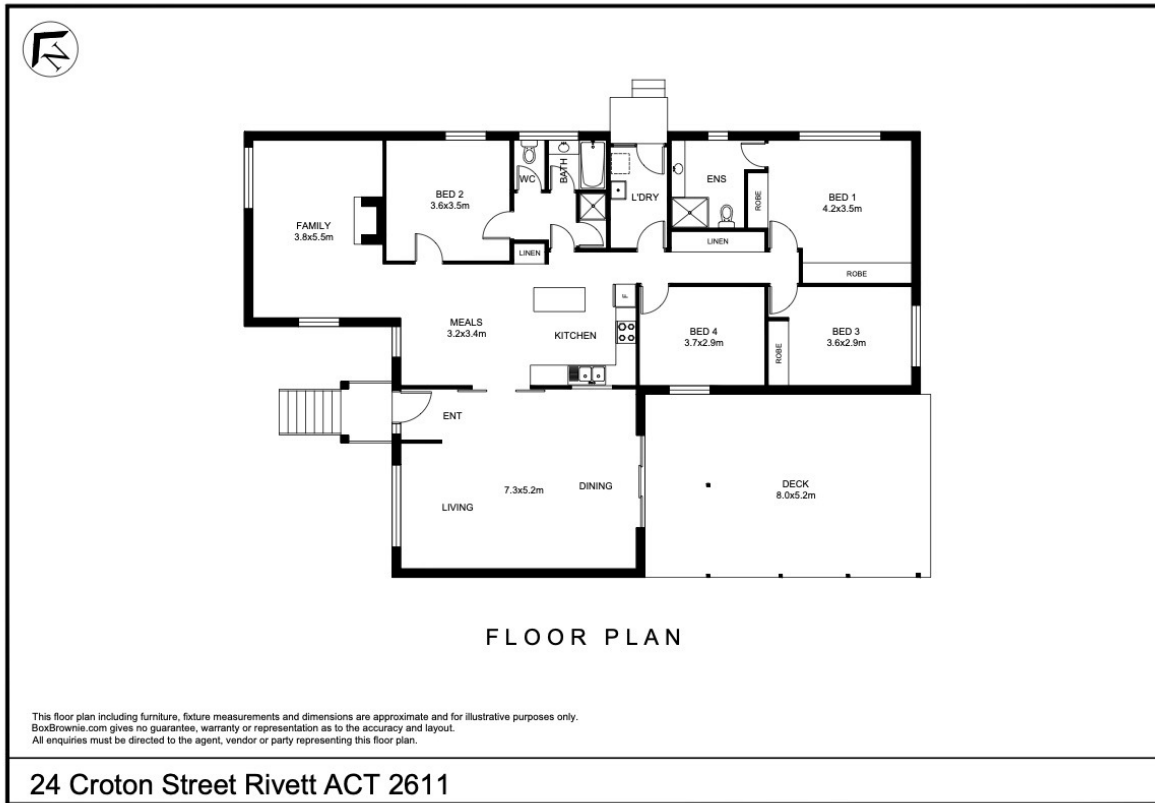 N
WC
BATH
BED 2
3.6x3.5m
FAMILY
3.8x5.5m
L'DRY
ENS
ROBE
BED 1
4.2x3.5m
LINEN
LINEN
ROBE
F
MEALS
3.2x3.4m
KITCHEN
BED 4
3.7x2.9m
ROBE
BED 3
3.6x2.9m
ENT
7.3x5.2m
DINING
LIVING
DECK
8.0x5.2m
FLOOR PLAN
This floor plan including furniture, fixture measurements and dimensions are approximate and for illustrative purposes only.
BoxBrownie.com gives no guarantee, warranty or representation as to the accuracy and layout.
All enquiries must be directed to the agent, vendor or party representing this floor plan.
24 Croton Street Rivett ACT 2611